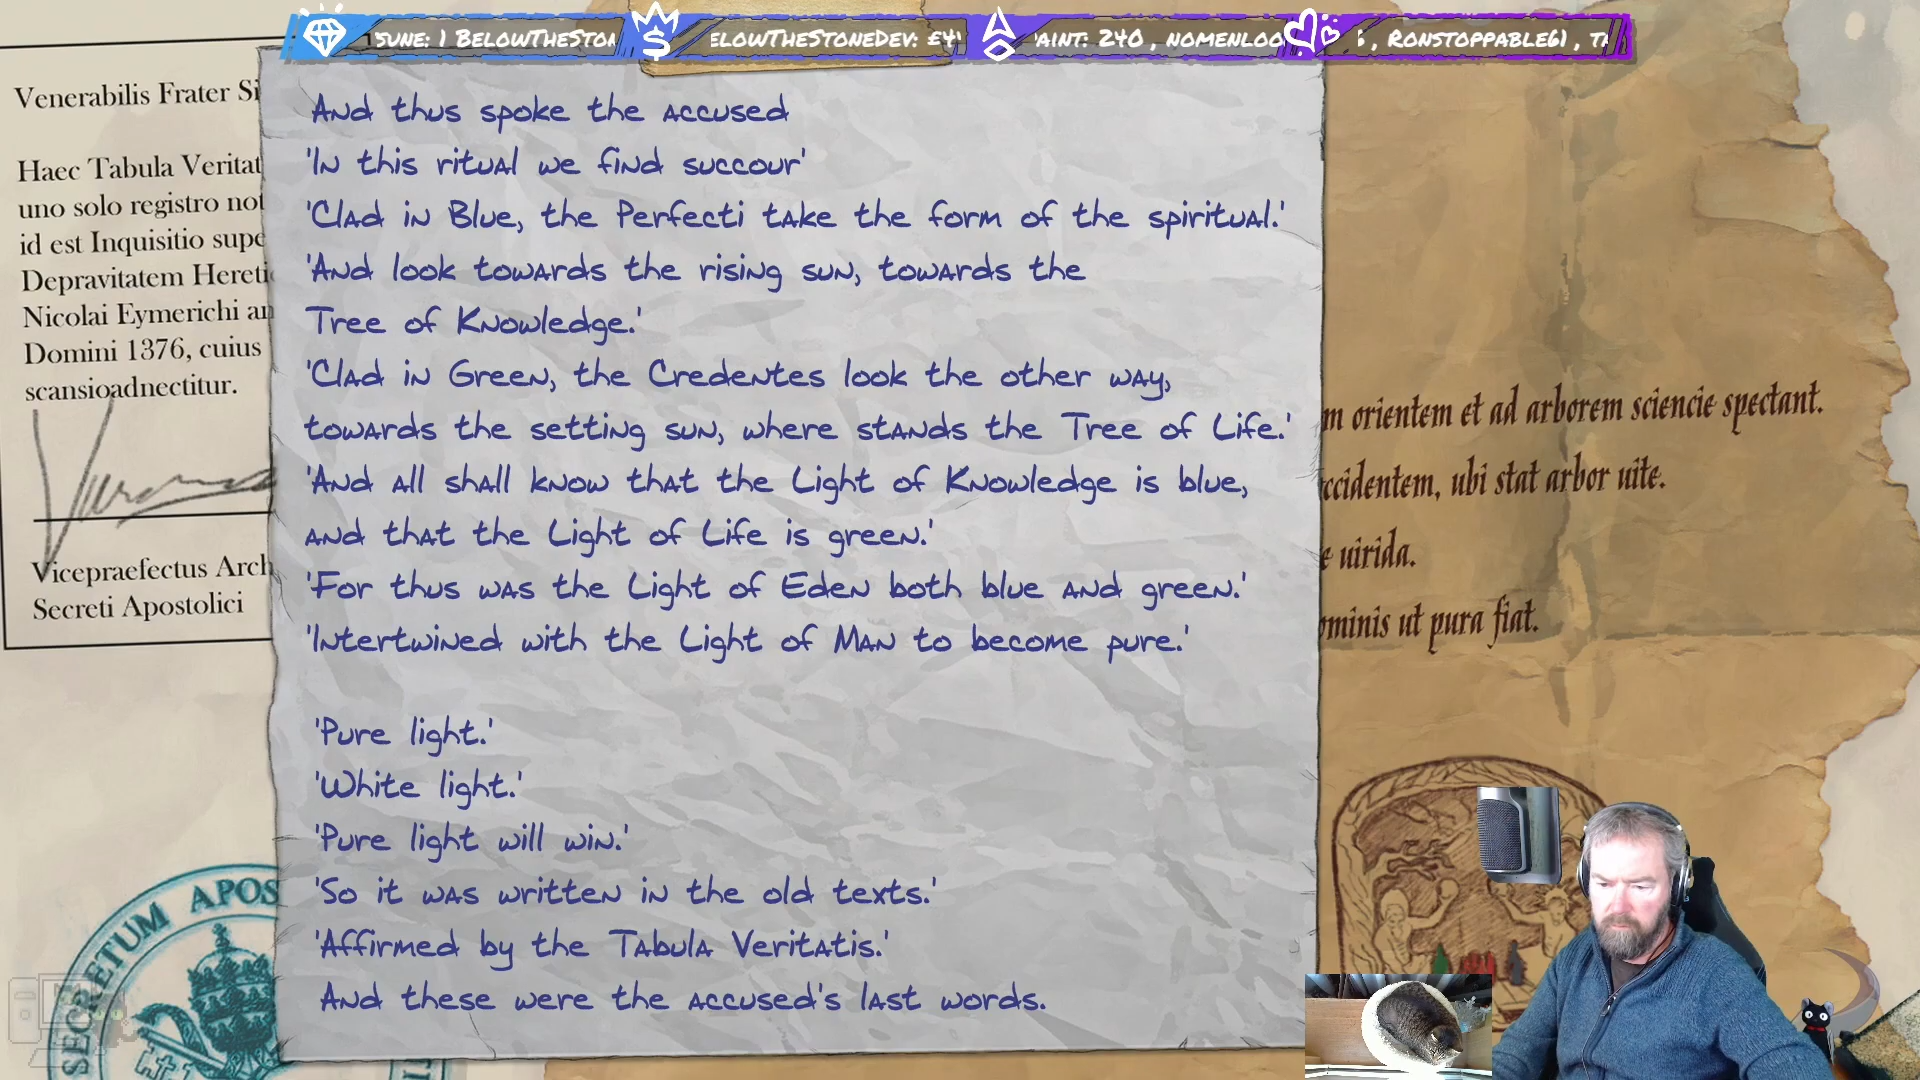 SUNE: 1 BELOWTHESTON
ELOWTHESTONEDEV: £4
AINT: 240 , NOMENLOO
, RONSTOPPABLE61 , T
Venerabilis Frater Si
Haec Tabula Veritat
uno solo registro not
id est Inquisitio supe
Depravitatem Hereti
Nicolai Eymerichi an
Domini 1376, cuius
scansioadnectitur.
Vicepraefectus Arch
Secreti Apostolici
SECRETUM APOS
And thus spoke the accused
'In this ritual we find succour'
'Clad in Blue, the Perfecti take the form of the spiritual.'
'And look towards the rising sun, towards the
Tree of Knowledge.'
'Clad in Green, the Credentes look the other way,
towards the setting sun, where stands the Tree of Life.'
'And all shall know that the Light of Knowledge is blue,
and that the Light of Life is green.'
'For thus was the Light of Eden both blue and green.'
'Intertwined with the Light of Man to become pure.'
'Pure light.'
'White light.'
'Pure light will win.'
'So it was written in the old texts.'
'Affirmed by the Tabula Veritatis.'
And these were the accused's last words.
m orientem et ad arborem sciencie spectant.
ccidentem, ubi stat arbor uite.
e uirida.
ominis ut pura fiat.